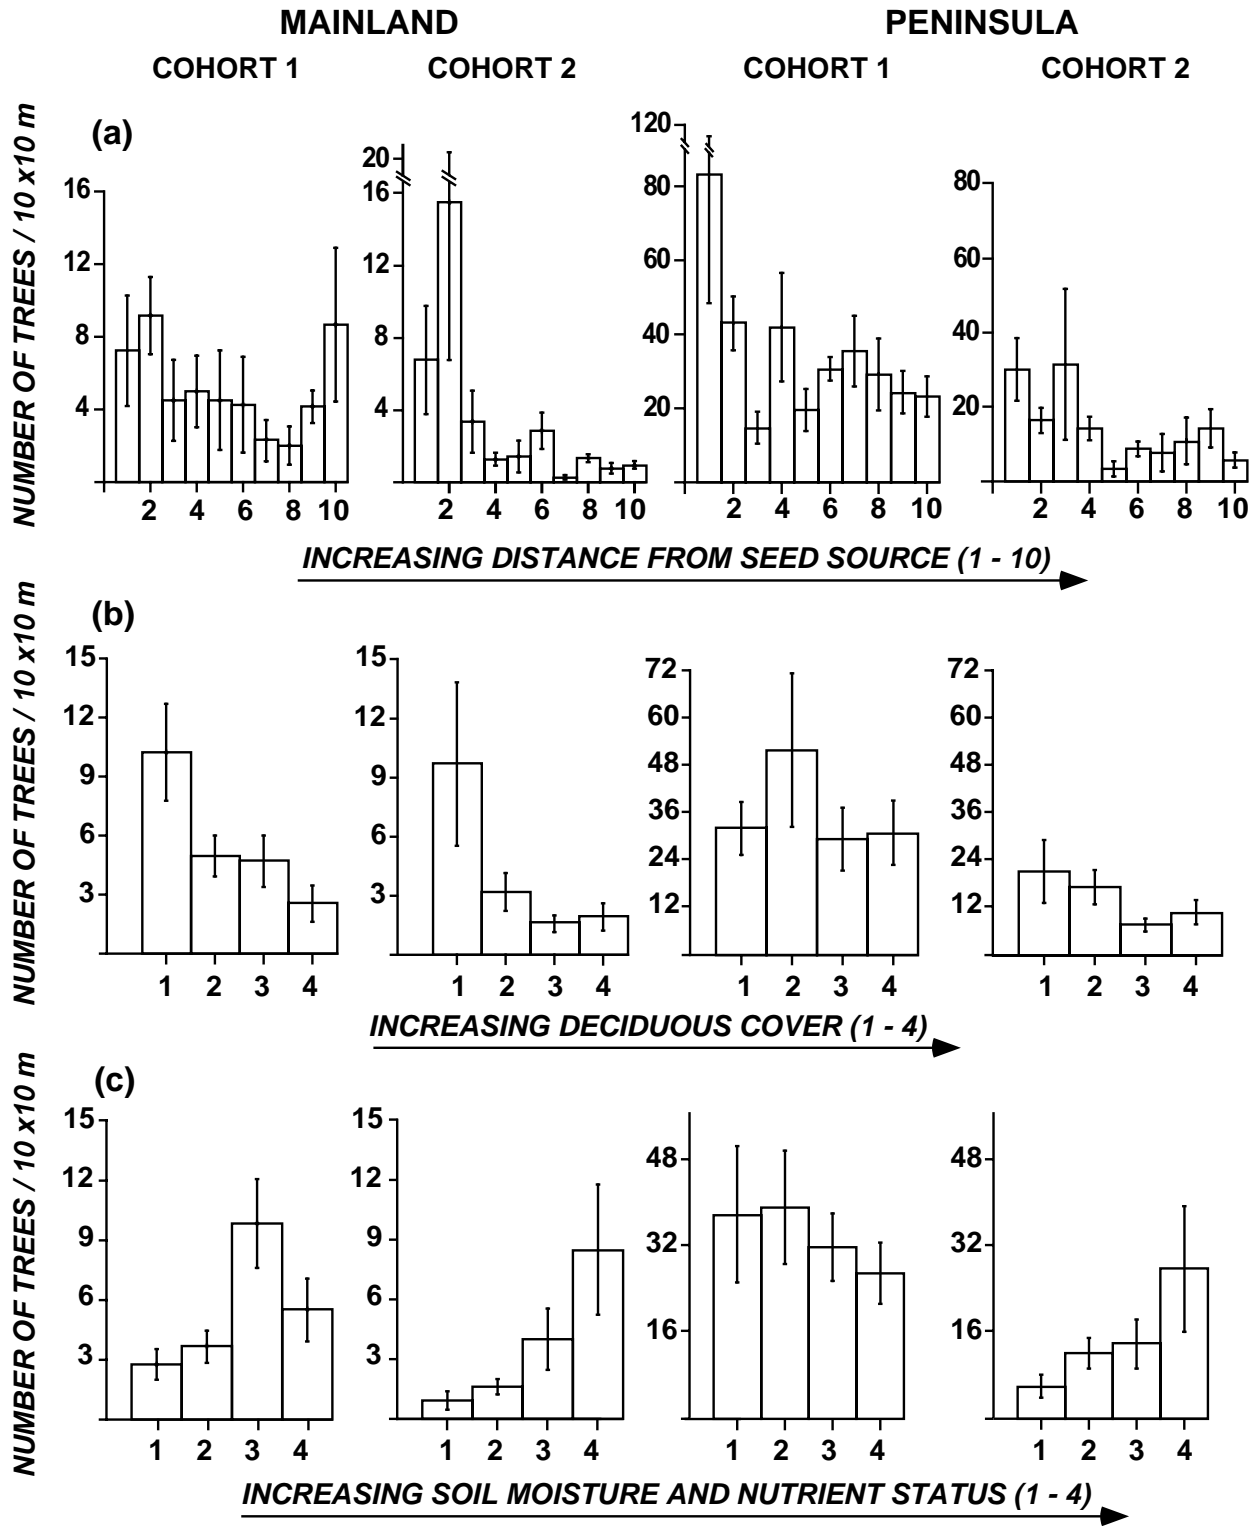 MAINLAND PENINSULA
COHORT 1 COHORT 2 COHORT 1 COHORT 2
(a)
NUMBER OF TREES / 10 x10 m
16 12 8 4
2 4 6 8 10
20 16 12 8 4
2 4 6 8 10
120 80 60 40 20
2 4 6 8 10
80 60 40 20
2 4 6 8 10
INCREASING DISTANCE FROM SEED SOURCE (1 - 10)
(b)
NUMBER OF TREES / 10 x10 m
15 12 9 6 3
1 2 3 4
15 12 9 6 3
1 2 3 4
72 60 48 36 24 12
1 2 3 4
72 60 48 36 24 12
1 2 3 4
INCREASING DECIDUOUS COVER (1 - 4)
(c)
NUMBER OF TREES / 10 x10 m
15 12 9 6 3
1 2 3 4
15 12 9 6 3
1 2 3 4
48 32 16
1 2 3 4
48 32 16
1 2 3 4
INCREASING SOIL MOISTURE AND NUTRIENT STATUS (1 - 4)